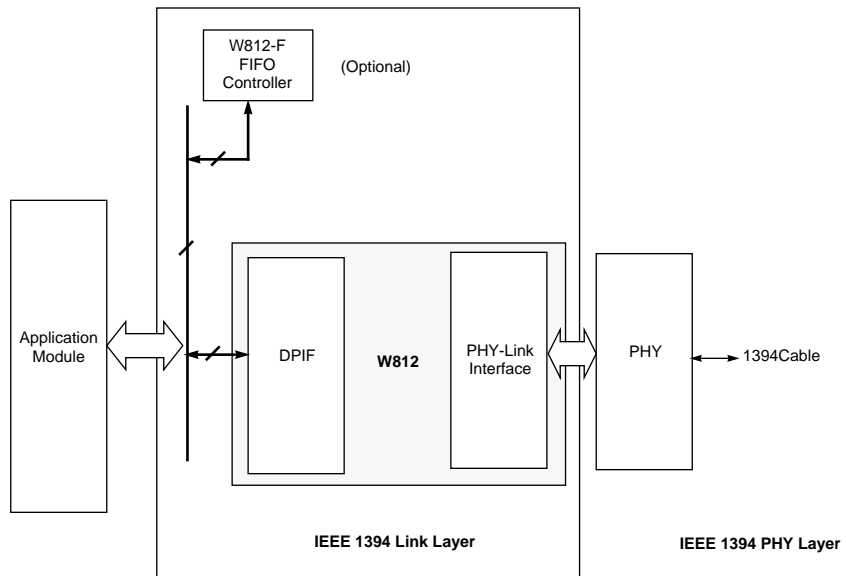 W812-F
FIFO
Controller
(Optional)
Application
Module
DPIF
W812
PHY-Link
Interface
PHY
1394Cable
IEEE 1394 Link Layer
IEEE 1394 PHY Layer